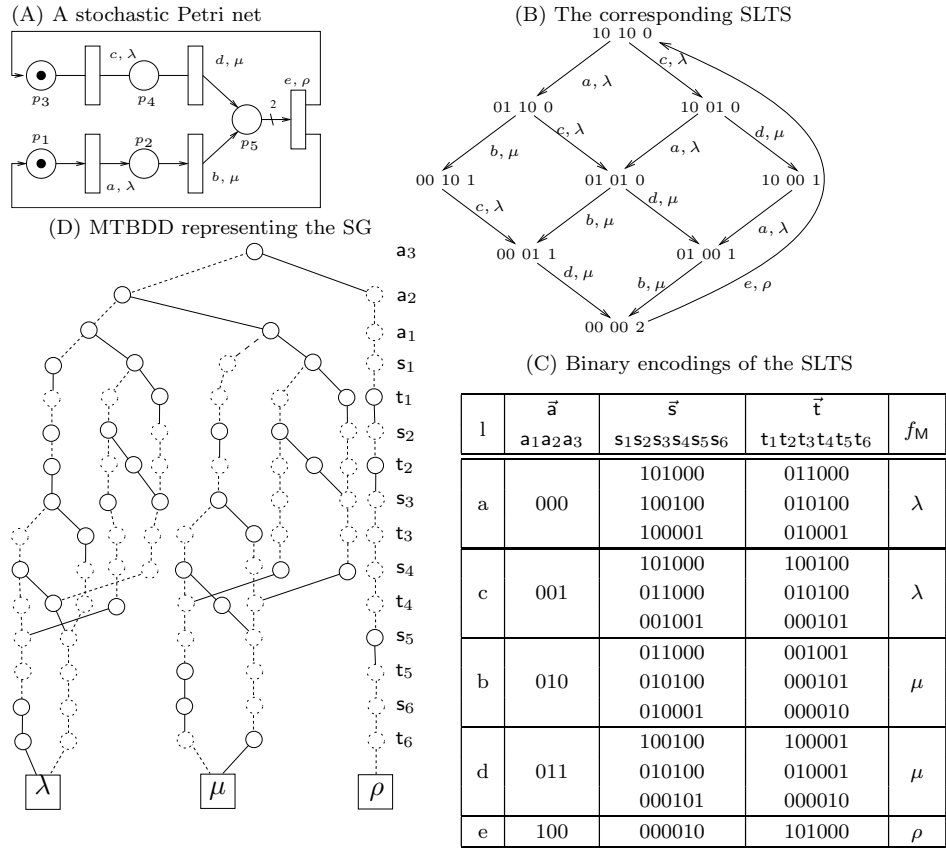 (A) A stochastic Petri net
c, λ
d, μ
e, ρ
p3
p4
2
p1
p2
p5
a, λ
b, μ
(B) The corresponding SLTS
10 10 0
a, λ
c, λ
01 10 0
10 01 0
b, μ
c, λ
a, λ
d, μ
00 10 1
01 01 0
10 00 1
c, λ
b, μ
d, μ
a, λ
00 01 1
01 00 1
d, μ
b, μ
e, ρ
00 00 2
(D) MTBDD representing the SG
a3
a2
a1
s1
t1
s2
t2
s3
t3
s4
t4
s5
t5
s6
t6
λ
μ
ρ
(C) Binary encodings of the SLTS
l
a⃗
s⃗
t⃗
fM
a1a2a3
s1s2s3s4s5s6
t1t2t3t4t5t6
a 000 λ
101000 011000
100100 010100
100001 010001
c 001 λ
101000 100100
011000 010100
001001 000101
b 010 μ
011000 001001
010100 000101
010001 000010
d 011 μ
100100 100001
010100 010001
000101 000010
e 100 000010 101000 ρ